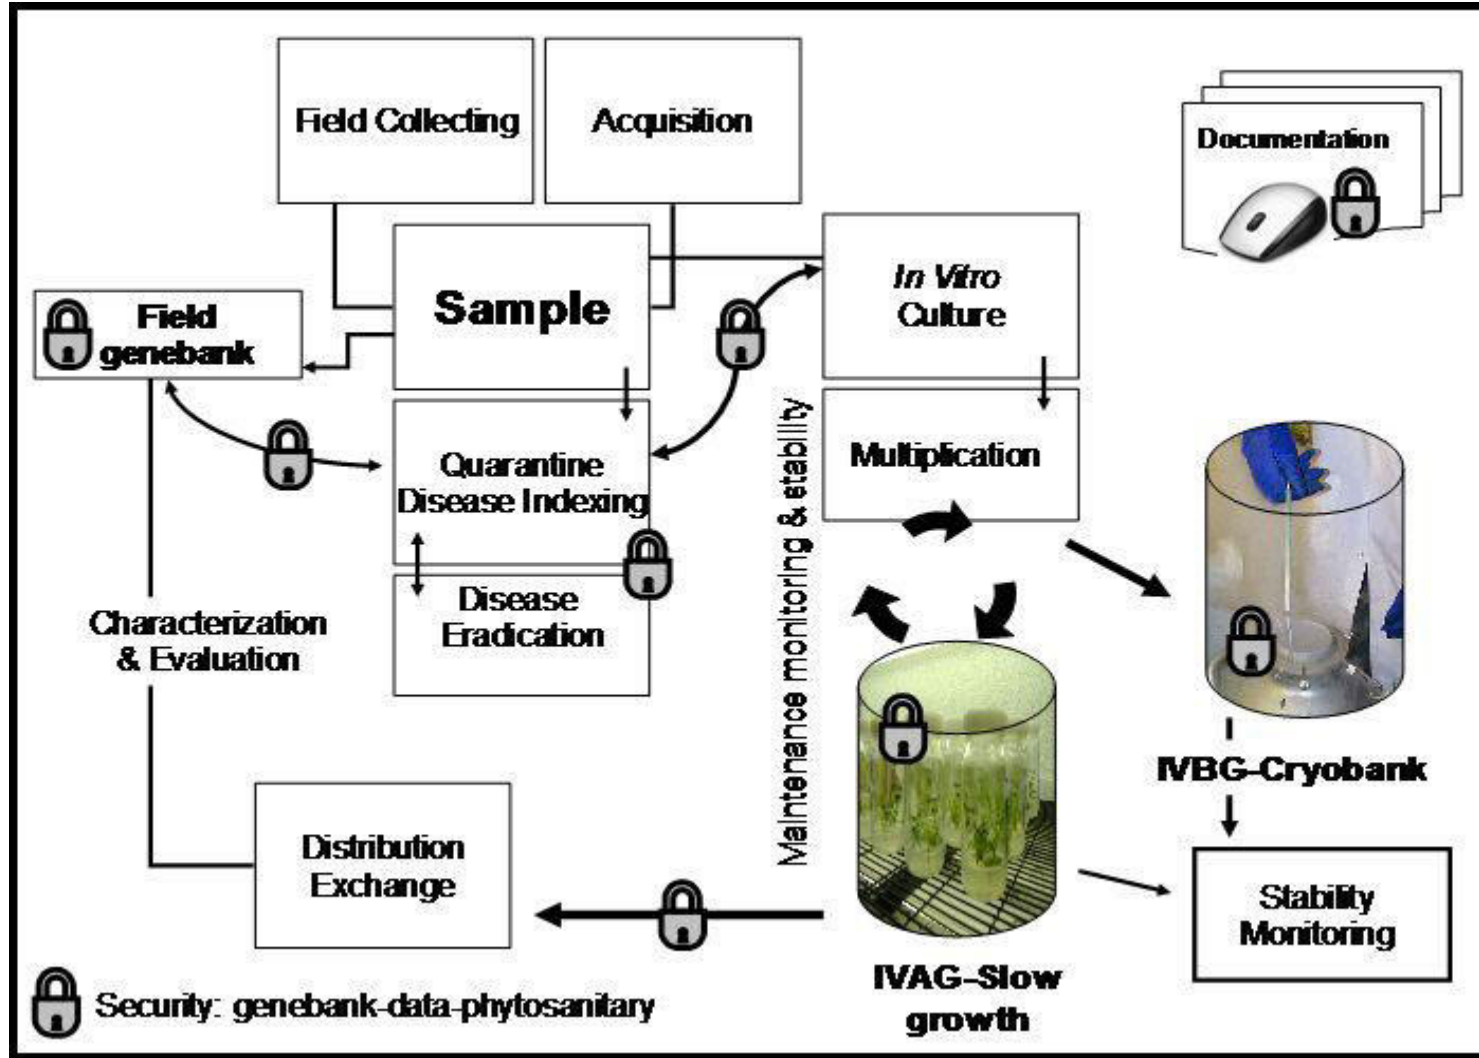 Field Collecting
Acquisition
Documentation
Sample
In Vitro
Culture
Field
genebank
Quarantine
Disease Indexing
Multiplication
Disease
Eradication
Maintenance monitoring & stability
Characterization
& Evaluation
IVBG-Cryobank
Distribution
Exchange
Stability
Monitoring
IVAG-Slow
growth
Security: genebank-data-phytosanitary